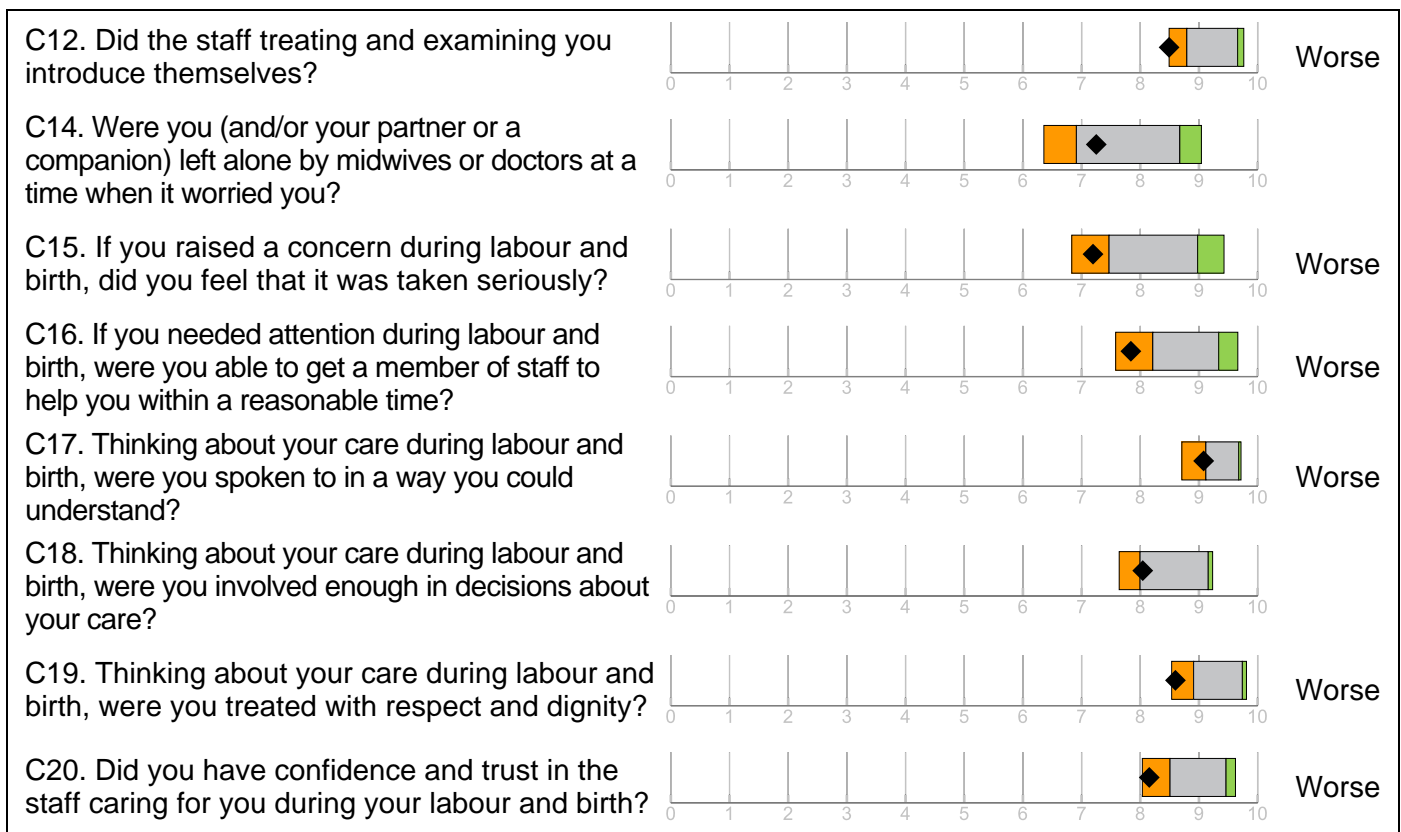 C12. Did the staff treating and examining you
introduce themselves?
0 1 2 3 4 5 6 7 8 9 10
Worse
C14. Were you (and/or your partner or a
companion) left alone by midwives or doctors at a
time when it worried you?
0 1 2 3 4 5 6 7 8 9 10
C15. If you raised a concern during labour and
birth, did you feel that it was taken seriously?
0 1 2 3 4 5 6 7 8 9 10
Worse
C16. If you needed attention during labour and
birth, were you able to get a member of staff to
help you within a reasonable time?
0 1 2 3 4 5 6 7 8 9 10
Worse
C17. Thinking about your care during labour and
birth, were you spoken to in a way you could
understand?
0 1 2 3 4 5 6 7 8 9 10
Worse
C18. Thinking about your care during labour and
birth, were you involved enough in decisions about
your care?
0 1 2 3 4 5 6 7 8 9 10
C19. Thinking about your care during labour and
birth, were you treated with respect and dignity?
0 1 2 3 4 5 6 7 8 9 10
Worse
C20. Did you have confidence and trust in the
staff caring for you during your labour and birth?
0 1 2 3 4 5 6 7 8 9 10
Worse